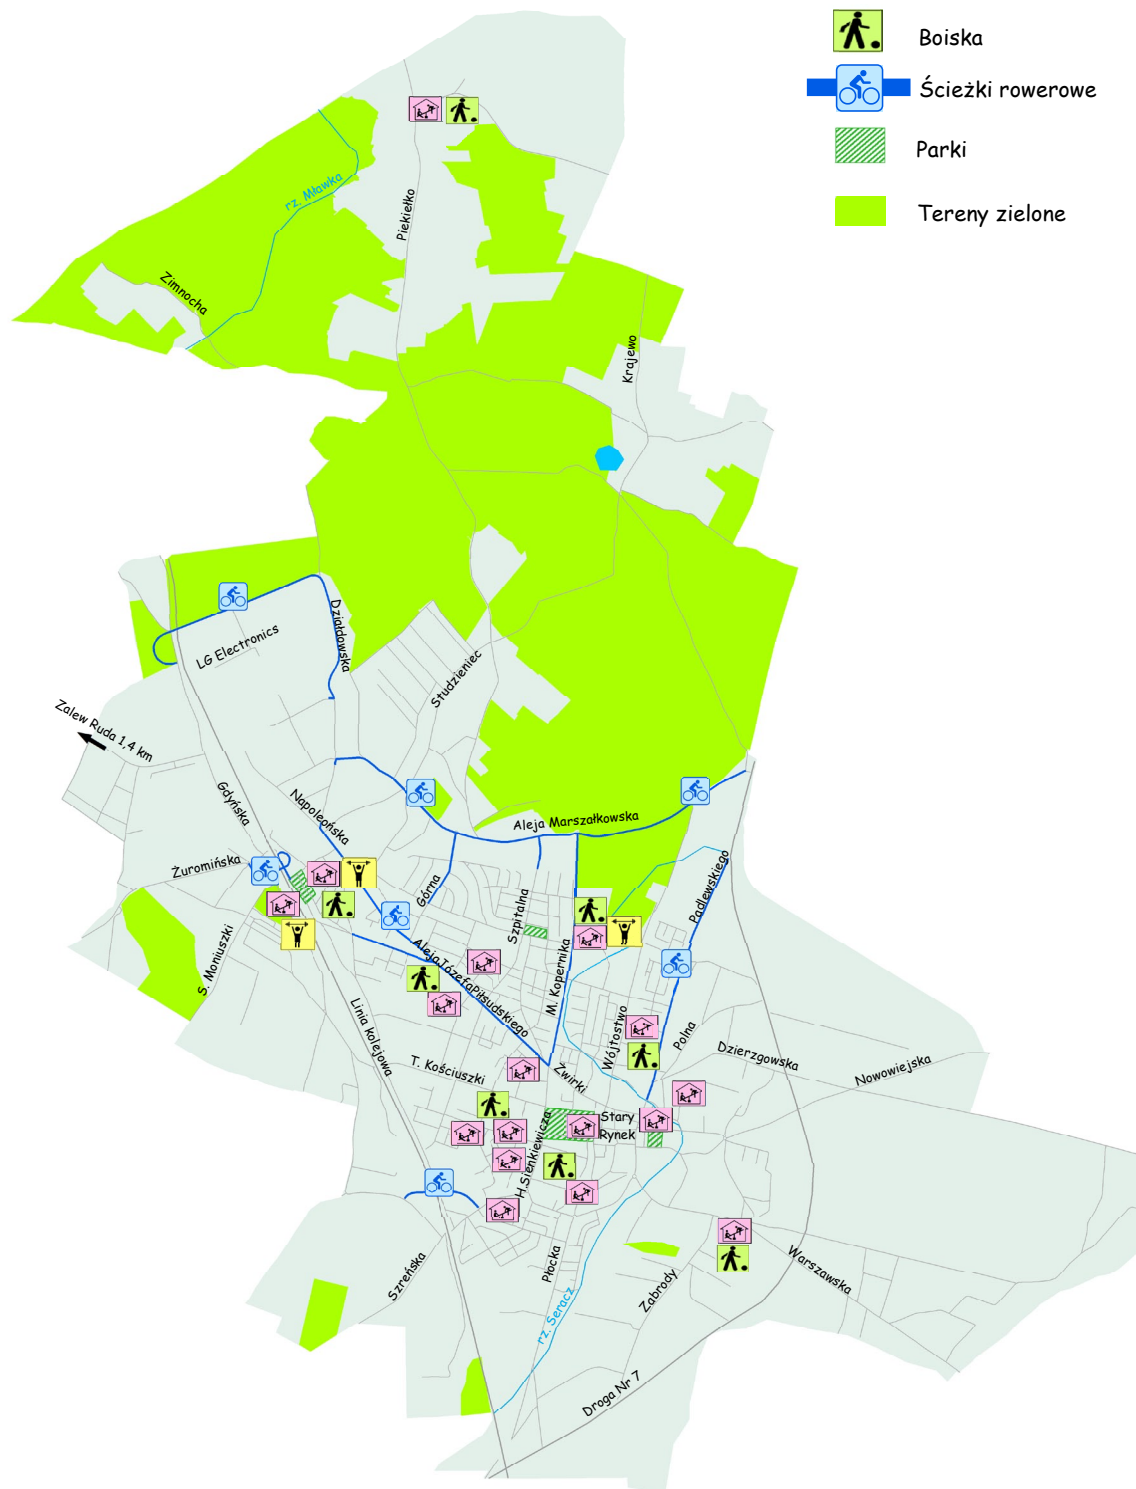 Boiska
Ścieżki rowerowe
Parki
Tereny zielone
rz. Mławka
Piekiełko
Zimnocha
Krajewo
Działdowska
LG Electronics
Studzieniec
Zalew Ruda 1,4 km
Gdyńska
Napoleońska
Aleja Marszałkowska
Żuromińska
Górna
Szpitalna
Padlewskiego
S. Moniuszki
Aleja Józefa Piłsudskiego
M. Kopernika
Linia kolejowa
Wójtostwo
Polna
Dzierzgowska
Nowowiejska
T. Kościuszki
Żwirki
Stary
Rynek
H.Sienkiewicza
Szreńska
Płocka
Zabrody
Warszawska
rz. Seracz
Droga Nr 7